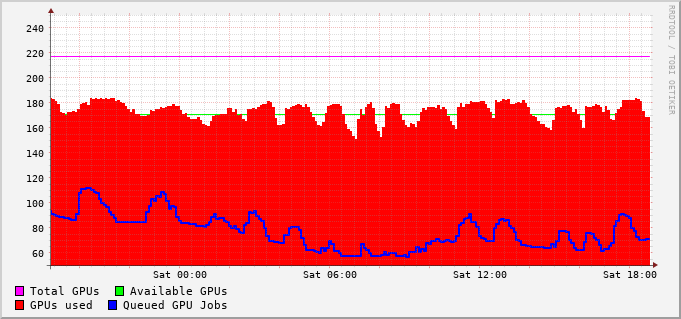 RRDTOOL / TOBI OETIKER
240
220
200
180
160
140
120
100
80
60
Sat 00:00 Sat 06:00 Sat 12:00 Sat 18:00
Total GPUs Available GPUs
GPUs used Queued GPU Jobs